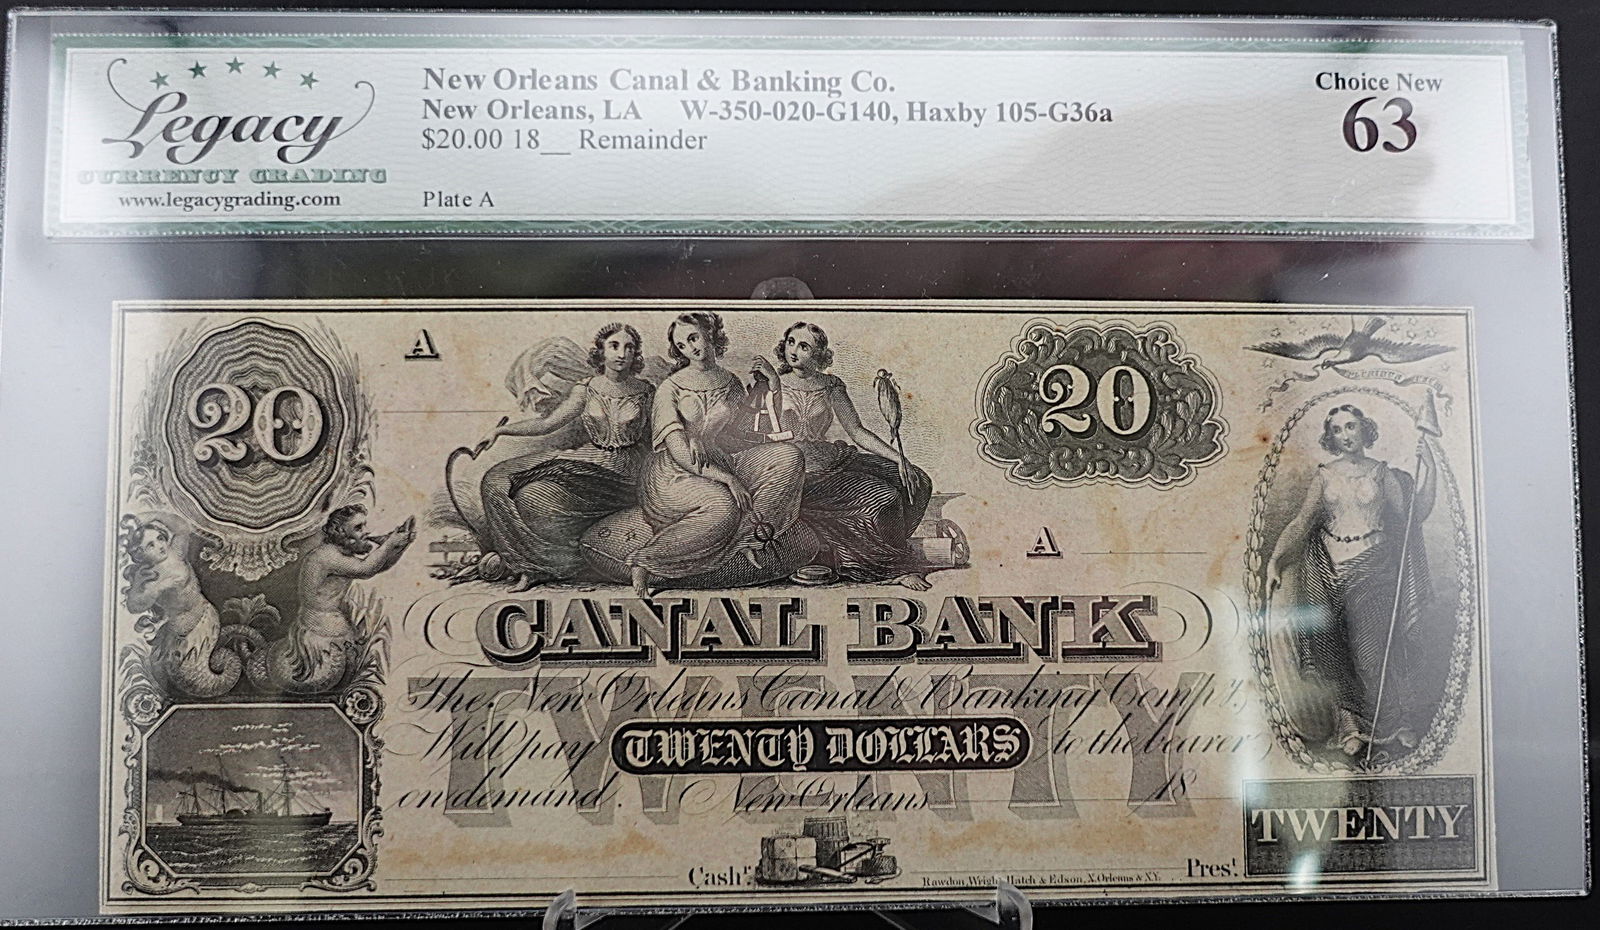 Legacy
CURRENCY GRADING
www.legacygrading.com
New Orleans Canal & Banking Co.
New Orleans, LA W-350-020-G140, Haxby 105-G36a
$20.00 18__ Remainder
Plate A
Choice New
63
20
A
20
A
CANAL BANK
TWENTY
The New Orleans Canal & Banking Compy.
Will pay TWENTY DOLLARS to the bearer
on demand. New Orleans 18
TWENTY
Cashr.
Rawdon, Wright, Hatch & Edson, N. Orleans & N.Y.
Prest.